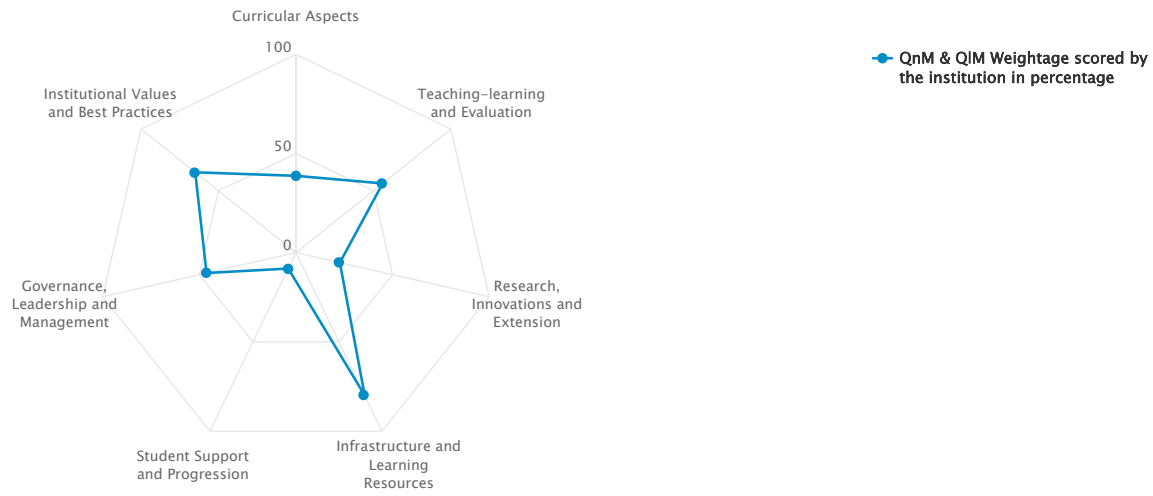 Curricular Aspects
100
50
0
Teaching-learning
and Evaluation
Research,
Innovations and
Extension
Infrastructure and
Learning
Resources
Student Support
and Progression
Governance,
Leadership and
Management
Institutional Values
and Best Practices
QnM & QlM Weightage scored by
the institution in percentage